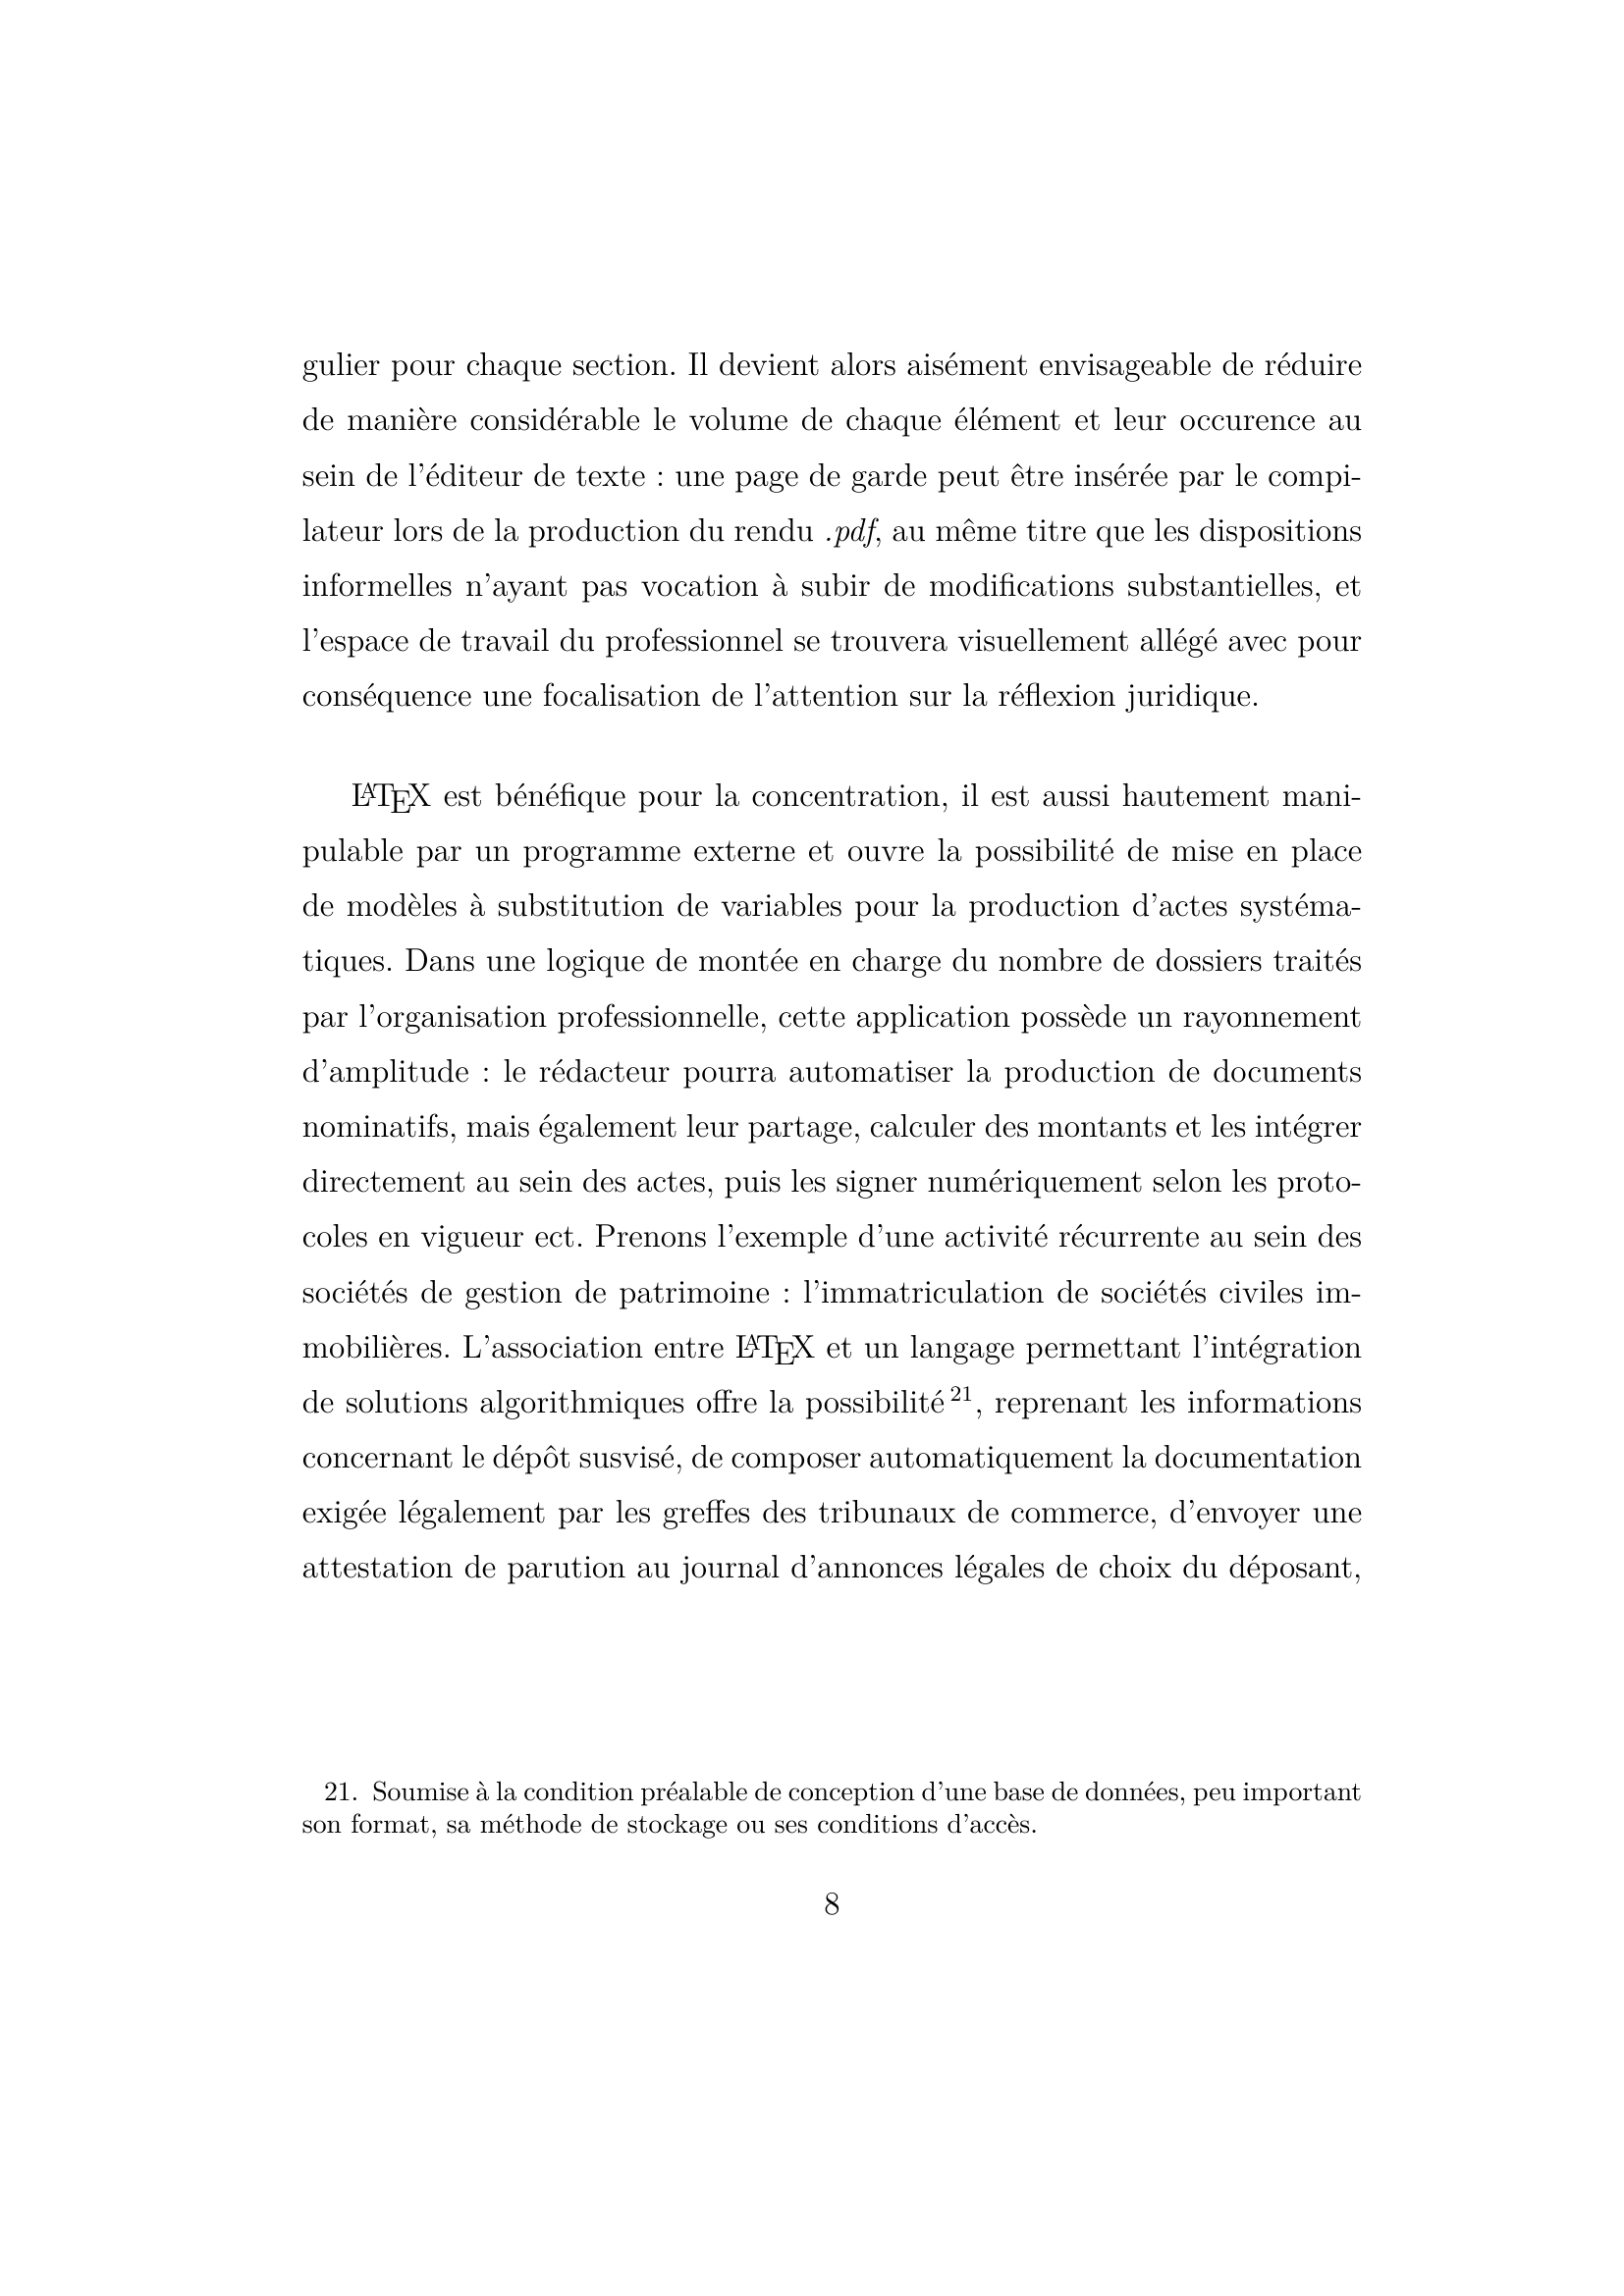 gulier pour chaque section. Il devient alors aisément envisageable de réduire
de manière considérable le volume de chaque élément et leur occurence au
sein de l'éditeur de texte : une page de garde peut être insérée par le compi-
lateur lors de la production du rendu .pdf, au même titre que les dispositions
informelles n'ayant pas vocation à subir de modifications substantielles, et
l'espace de travail du professionnel se trouvera visuellement allégé avec pour
conséquence une focalisation de l'attention sur la réflexion juridique.
LATEX est bénéfique pour la concentration, il est aussi hautement mani-
pulable par un programme externe et ouvre la possibilité de mise en place
de modèles à substitution de variables pour la production d'actes systéma-
tiques. Dans une logique de montée en charge du nombre de dossiers traités
par l'organisation professionnelle, cette application possède un rayonnement
d'amplitude : le rédacteur pourra automatiser la production de documents
nominatifs, mais également leur partage, calculer des montants et les intégrer
directement au sein des actes, puis les signer numériquement selon les proto-
coles en vigueur ect. Prenons l'exemple d'une activité récurrente au sein des
sociétés de gestion de patrimoine : l'immatriculation de sociétés civiles im-
mobilières. L'association entre LATEX et un langage permettant l'intégration
de solutions algorithmiques offre la possibilité 21, reprenant les informations
concernant le dépôt susvisé, de composer automatiquement la documentation
exigée légalement par les greffes des tribunaux de commerce, d'envoyer une
attestation de parution au journal d'annonces légales de choix du déposant,
21. Soumise à la condition préalable de conception d'une base de données, peu important
son format, sa méthode de stockage ou ses conditions d'accès.
8